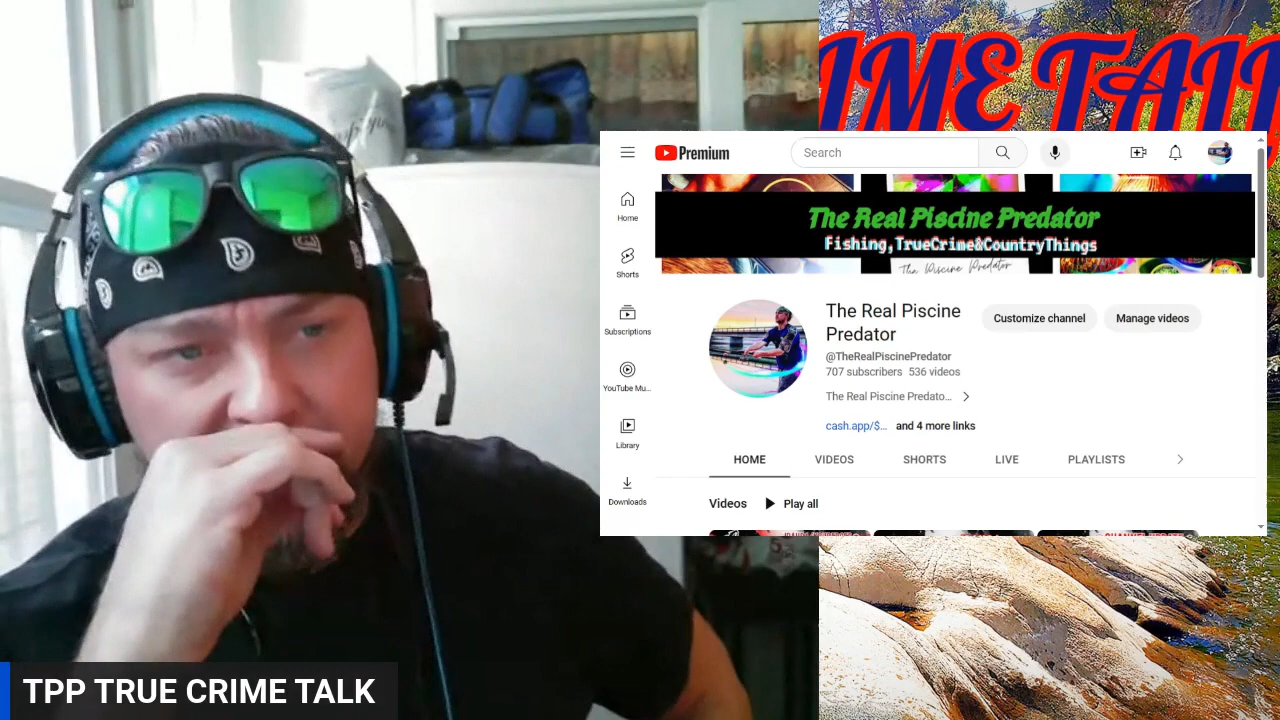 IME TAL
Premium
Search
Home
Shorts
Subscriptions
YouTube Mu...
Library
Downloads
The Real Piscine Predator
Fishing,TrueCrime&CountryThings
The Piscine Predator
The Real Piscine
Predator
Customize channel
Manage videos
@TheRealPiscinePredator
707 subscribers 536 videos
The Real Piscine Predato...
cash.app/$... and 4 more links
HOME
VIDEOS
SHORTS
LIVE
PLAYLISTS
Videos
Play all
TPP TRUE CRIME TALK